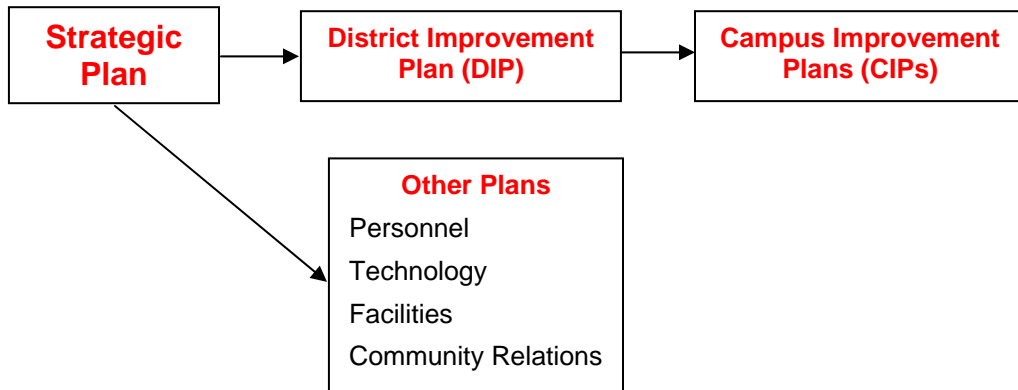 Strategic
Plan
District Improvement
Plan (DIP)
Campus Improvement
Plans (CIPs)
Other Plans
Personnel
Technology
Facilities
Community Relations